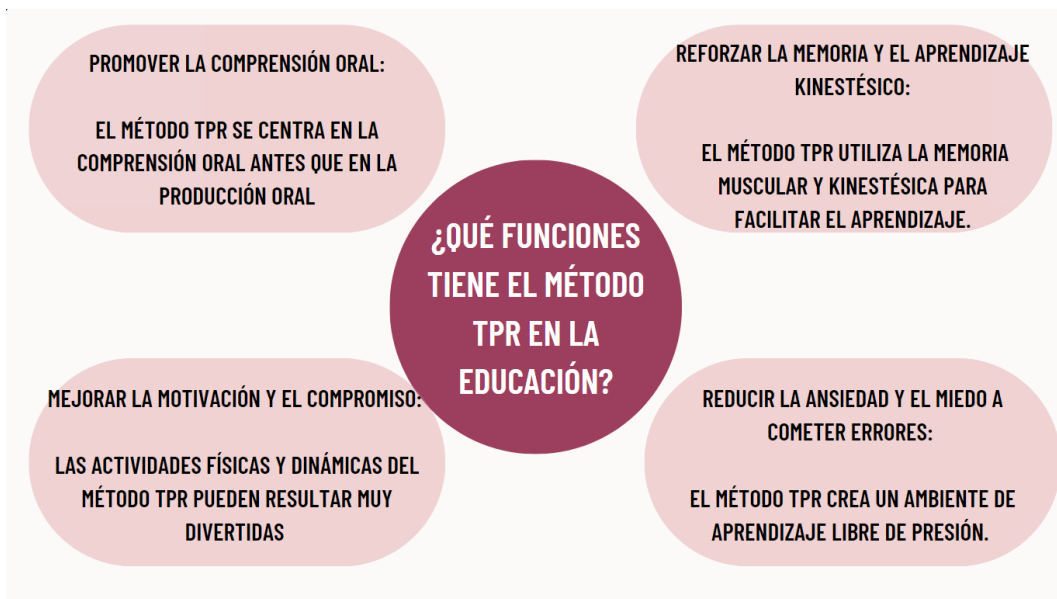 PROMOVER LA COMPRENSIÓN ORAL:
EL MÉTODO TPR SE CENTRA EN LA
COMPRENSIÓN ORAL ANTES QUE EN LA
PRODUCCIÓN ORAL
REFORZAR LA MEMORIA Y EL APRENDIZAJE
KINESTÉSICO:
EL MÉTODO TPR UTILIZA LA MEMORIA
MUSCULAR Y KINESTÉSICA PARA
FACILITAR EL APRENDIZAJE.
¿QUÉ FUNCIONES
TIENE EL MÉTODO
TPR EN LA
EDUCACIÓN?
MEJORAR LA MOTIVACIÓN Y EL COMPROMISO:
LAS ACTIVIDADES FÍSICAS Y DINÁMICAS DEL
MÉTODO TPR PUEDEN RESULTAR MUY
DIVERTIDAS
REDUCIR LA ANSIEDAD Y EL MIEDO A
COMETER ERRORES:
EL MÉTODO TPR CREA UN AMBIENTE DE
APRENDIZAJE LIBRE DE PRESIÓN.